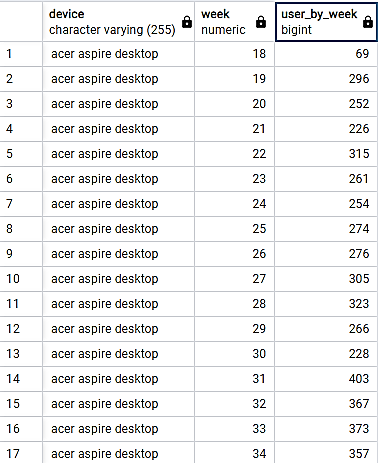 device week user_by_week
character varying (255) numeric bigint
1 acer aspire desktop 18 69
2 acer aspire desktop 19 296
3 acer aspire desktop 20 252
4 acer aspire desktop 21 226
5 acer aspire desktop 22 315
6 acer aspire desktop 23 261
7 acer aspire desktop 24 254
8 acer aspire desktop 25 274
9 acer aspire desktop 26 276
10 acer aspire desktop 27 305
11 acer aspire desktop 28 323
12 acer aspire desktop 29 266
13 acer aspire desktop 30 228
14 acer aspire desktop 31 403
15 acer aspire desktop 32 367
16 acer aspire desktop 33 373
17 acer aspire desktop 34 357